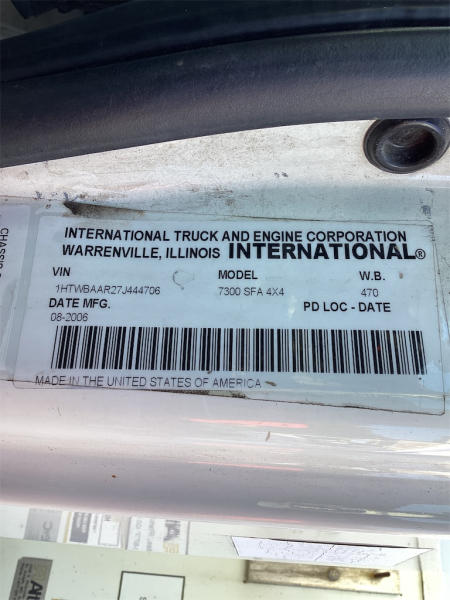 INTERNATIONAL TRUCK AND ENGINE CORPORATION
WARRENVILLE, ILLINOIS INTERNATIONAL®
VIN MODEL W.B.
1HTWBAAR27J444706 7300 SFA 4X4 470
DATE MFG. PD LOC - DATE
08-2006
MADE IN THE UNITED STATES OF AMERICA